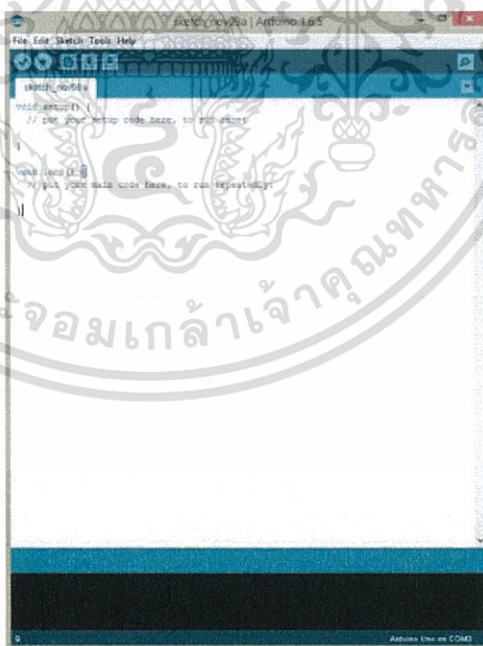 sketch_nov09a | Arduino 1.6.5
File Edit Sketch Tools Help
sketch_nov09a
void setup() {
// put your setup code here, to run once:
}
void loop() {
// put your main code here, to run repeatedly:
}
จอมเกล้าเจ้าคุณทหาร
9
Arduino Uno on COM3